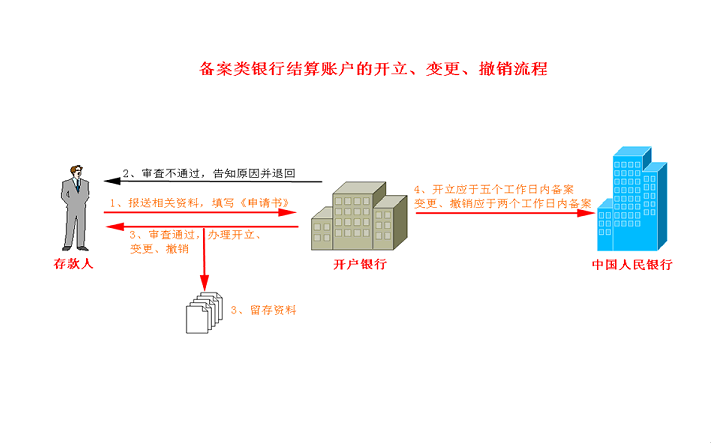 备案类银行结算账户的开立、变更、撤销流程
2、审查不通过，告知原因并退回
1、报送相关资料，填写《申请书》
3、审查通过，办理开立、
变更、撤销
4、开立应于五个工作日内备案
变更、撤销应于两个工作日内备案
存款人
开户银行
中国人民银行
3、留存资料